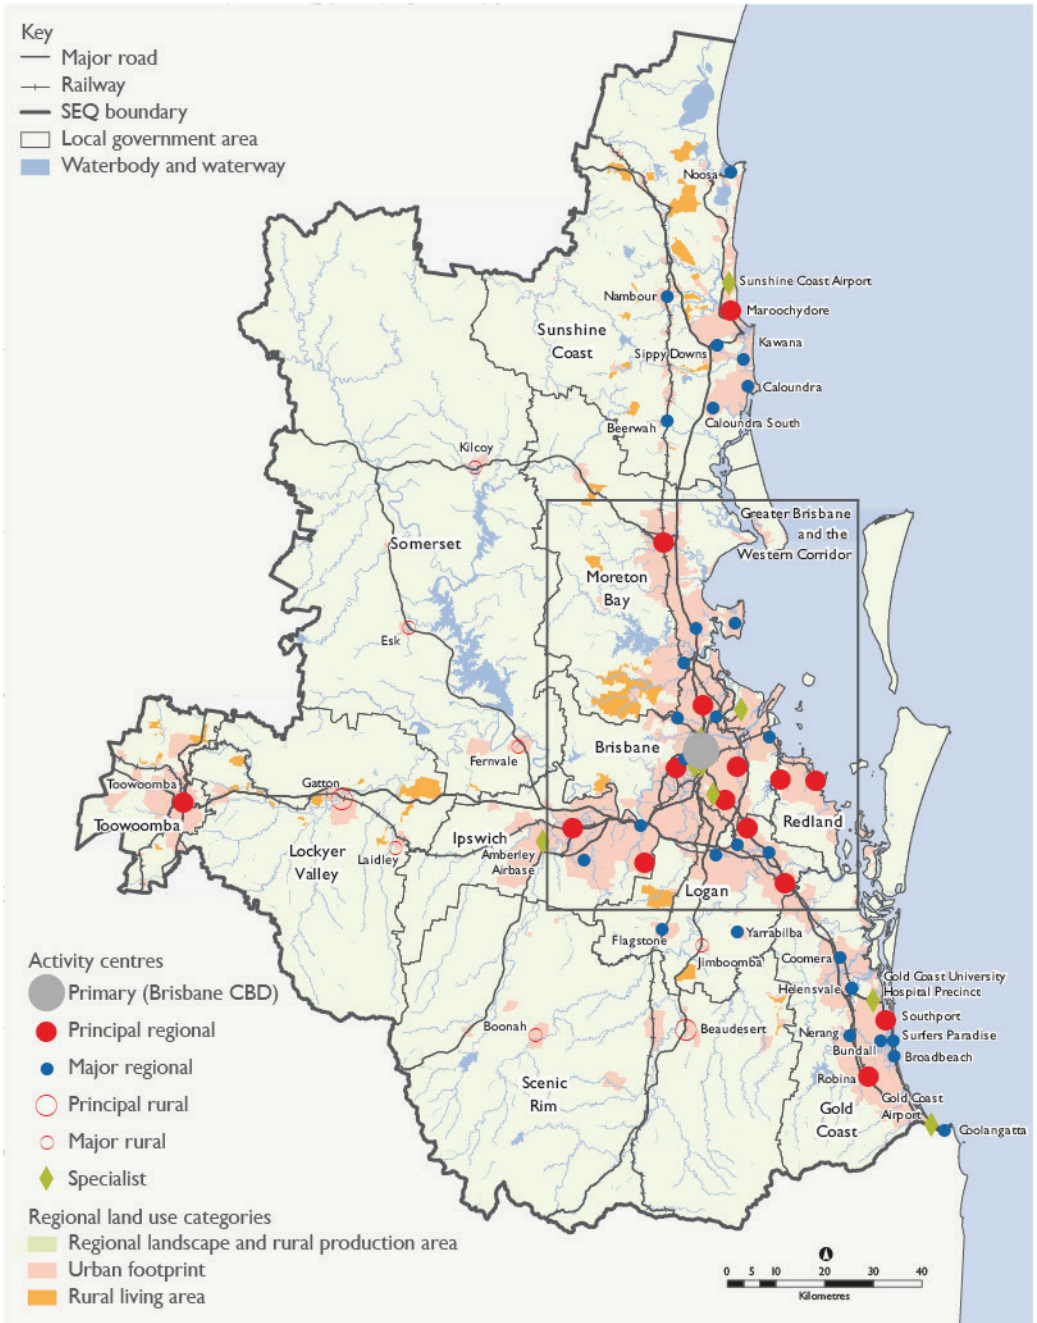 Key
Major road
Railway
SEQ boundary
Local government area
Waterbody and waterway
Noosa
Sunshine Coast Airport
Nambour
Maroochydore
Sunshine
Coast
Kawana
Sippy Downs
Caloundra
Caloundra South
Beerwah
Kilcoy
Greater Brisbane
and the
Western Corridor
Somerset
Moreton
Bay
Esk
Brisbane
Fernvale
Toowoomba
Gatton
Toowoomba
Redland
Ipswich
Lockyer
Valley
Laidley
Amberley
Airbase
Logan
Flagstone
Yarrabilba
Jimboomba
Coomera
Gold Coast University
Hospital Precinct
Helensvale
Southport
Boonah
Beaudesert
Nerang
Surfers Paradise
Bundall
Broadbeach
Robina
Scenic
Rim
Gold Coast
Airport
Gold
Coast
Coolangatta
Activity centres
Primary (Brisbane CBD)
Principal regional
Major regional
Principal rural
Major rural
Specialist
Regional land use categories
Regional landscape and rural production area
Urban footprint
Rural living area
0 5 10 20 30 40
Kilometres